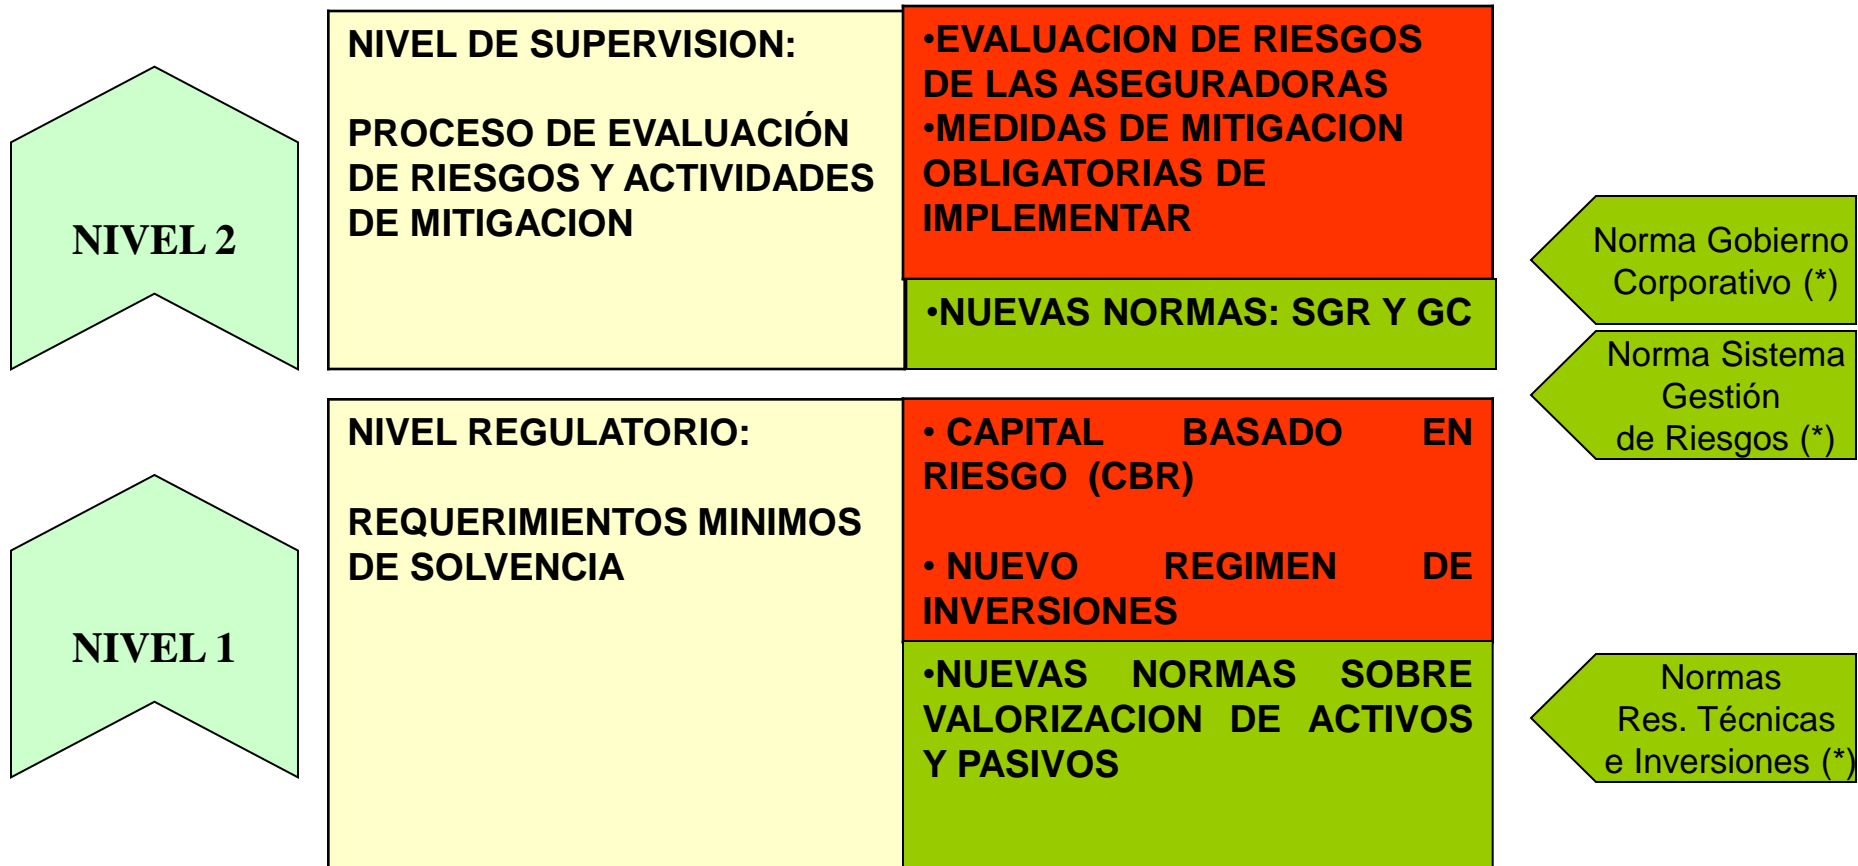 NIVEL 2
NIVEL DE SUPERVISION:
PROCESO DE EVALUACIÓN
DE RIESGOS Y ACTIVIDADES
DE MITIGACION
•EVALUACION DE RIESGOS
DE LAS ASEGURADORAS
•MEDIDAS DE MITIGACION
OBLIGATORIAS DE
IMPLEMENTAR
•NUEVAS NORMAS: SGR Y GC
Norma Gobierno
Corporativo (*)
Norma Sistema
Gestión
de Riesgos (*)
NIVEL 1
NIVEL REGULATORIO:
REQUERIMIENTOS MINIMOS
DE SOLVENCIA
• CAPITAL BASADO EN
RIESGO (CBR)
• NUEVO REGIMEN DE
INVERSIONES
•NUEVAS NORMAS SOBRE
VALORIZACION DE ACTIVOS
Y PASIVOS
Normas
Res. Técnicas
e Inversiones (*)